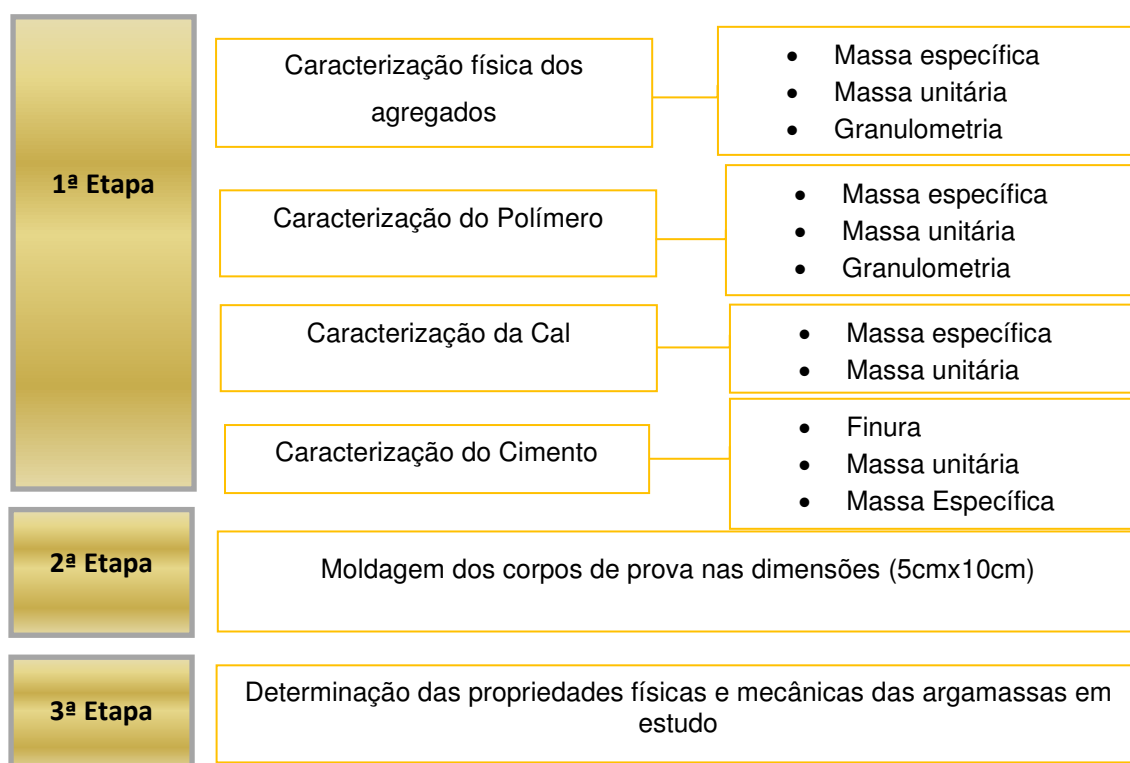 1ª Etapa
Caracterização física dos
agregados
• Massa específica
• Massa unitária
• Granulometria
Caracterização do Polímero
• Massa específica
• Massa unitária
• Granulometria
Caracterização da Cal
• Massa específica
• Massa unitária
Caracterização do Cimento
• Finura
• Massa unitária
• Massa Específica
2ª Etapa
Moldagem dos corpos de prova nas dimensões (5cmx10cm)
3ª Etapa
Determinação das propriedades físicas e mecânicas das argamassas em
estudo